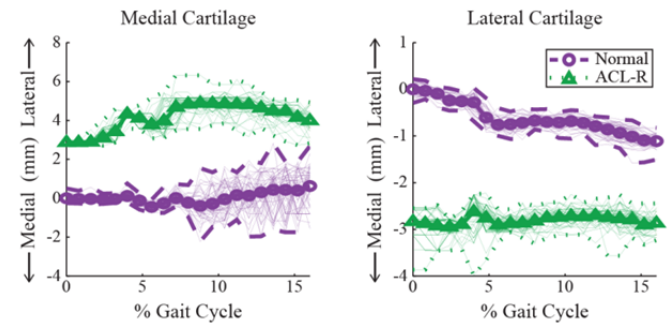 Medial Cartilage
Lateral Cartilage
Medial (mm) Lateral
8
6
4
2
0
-2
-4
0
5
10
15
% Gait Cycle
Medial (mm) Lateral
1
0
-1
-2
-3
-4
0
5
10
15
% Gait Cycle
Normal
ACL-R